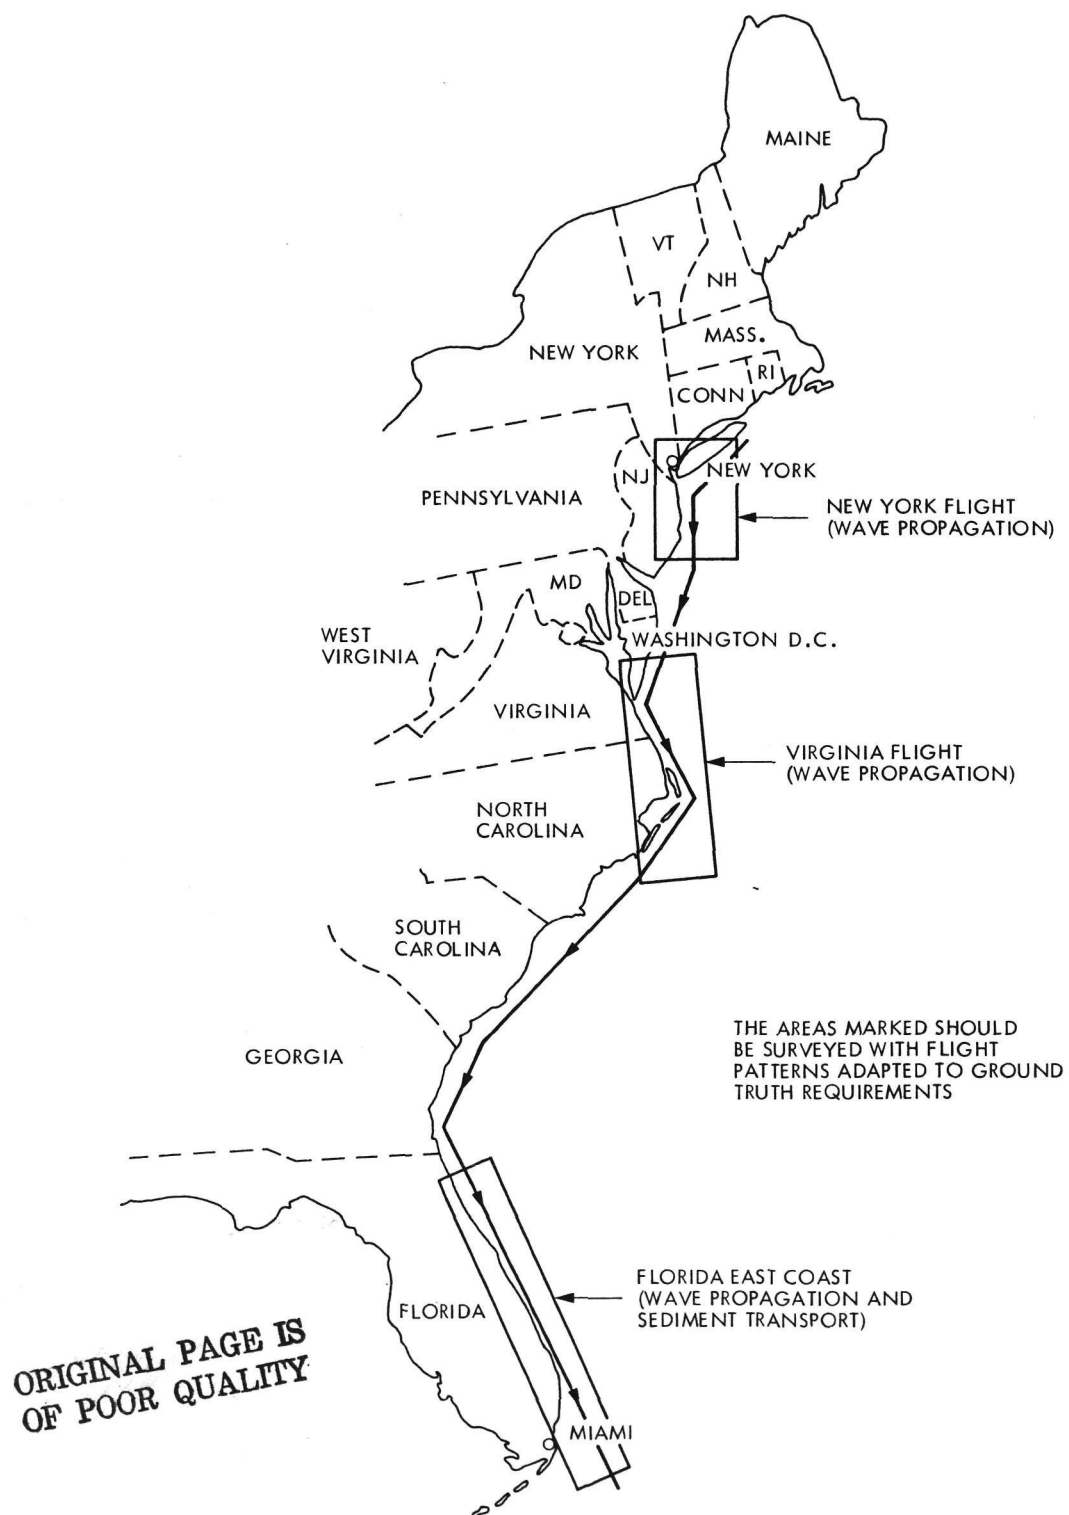 MAINE
VT
NH
NEW YORK
MASS.
RI
CONN
NJ
NEW YORK
PENNSYLVANIA
NEW YORK FLIGHT
(WAVE PROPAGATION)
MD
DEL
WEST
VIRGINIA
WASHINGTON D.C.
VIRGINIA
VIRGINIA FLIGHT
(WAVE PROPAGATION)
NORTH
CAROLINA
SOUTH
CAROLINA
GEORGIA
THE AREAS MARKED SHOULD
BE SURVEYED WITH FLIGHT
PATTERNS ADAPTED TO GROUND
TRUTH REQUIREMENTS
FLORIDA EAST COAST
(WAVE PROPAGATION AND
SEDIMENT TRANSPORT)
FLORIDA
ORIGINAL PAGE IS
OF POOR QUALITY
MIAMI